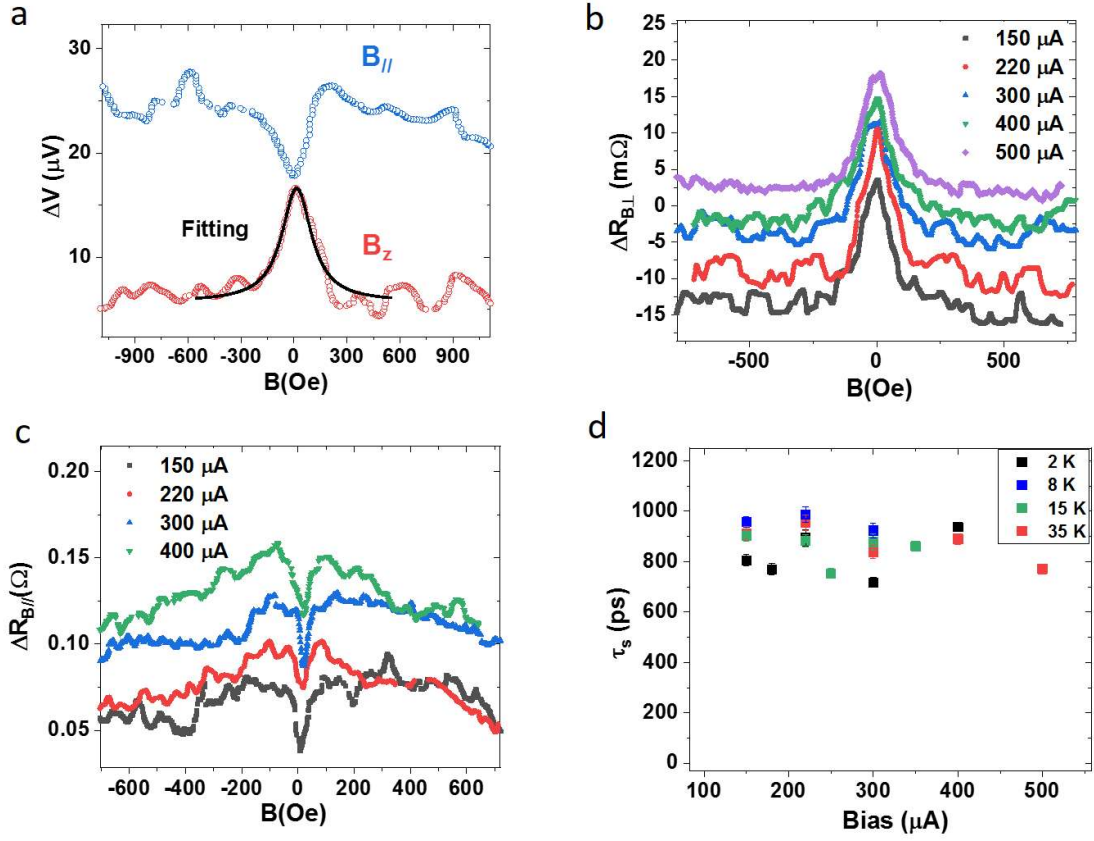 a
30
20
10
ΔV (μV)
B//
Fitting
Bz
-900 -600 -300 0 300 600 900
B(Oe)
b
25
20
15
10
5
0
-5
-10
-15
ΔRB⊥ (mΩ)
150 μA
220 μA
300 μA
400 μA
500 μA
-500 0 500
B(Oe)
c
0.20
0.15
0.10
0.05
ΔRB//(Ω)
150 μA
220 μA
300 μA
400 μA
-600 -400 -200 0 200 400 600
B(Oe)
d
1200
1000
800
600
400
200
0
τs (ps)
2 K
8 K
15 K
35 K
100 200 300 400 500
Bias (μA)